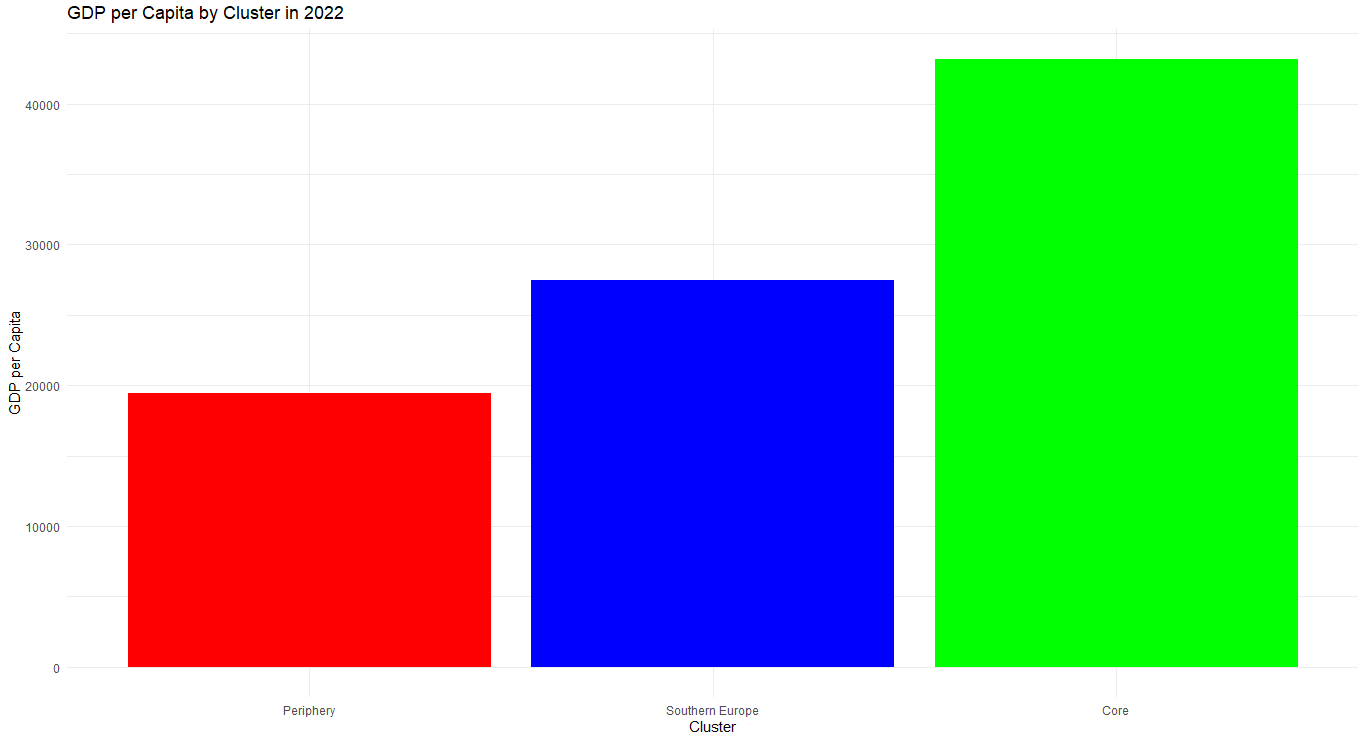 GDP per Capita by Cluster in 2022
GDP per Capita
40000
30000
20000
10000
0
Periphery
Southern Europe
Core
Cluster